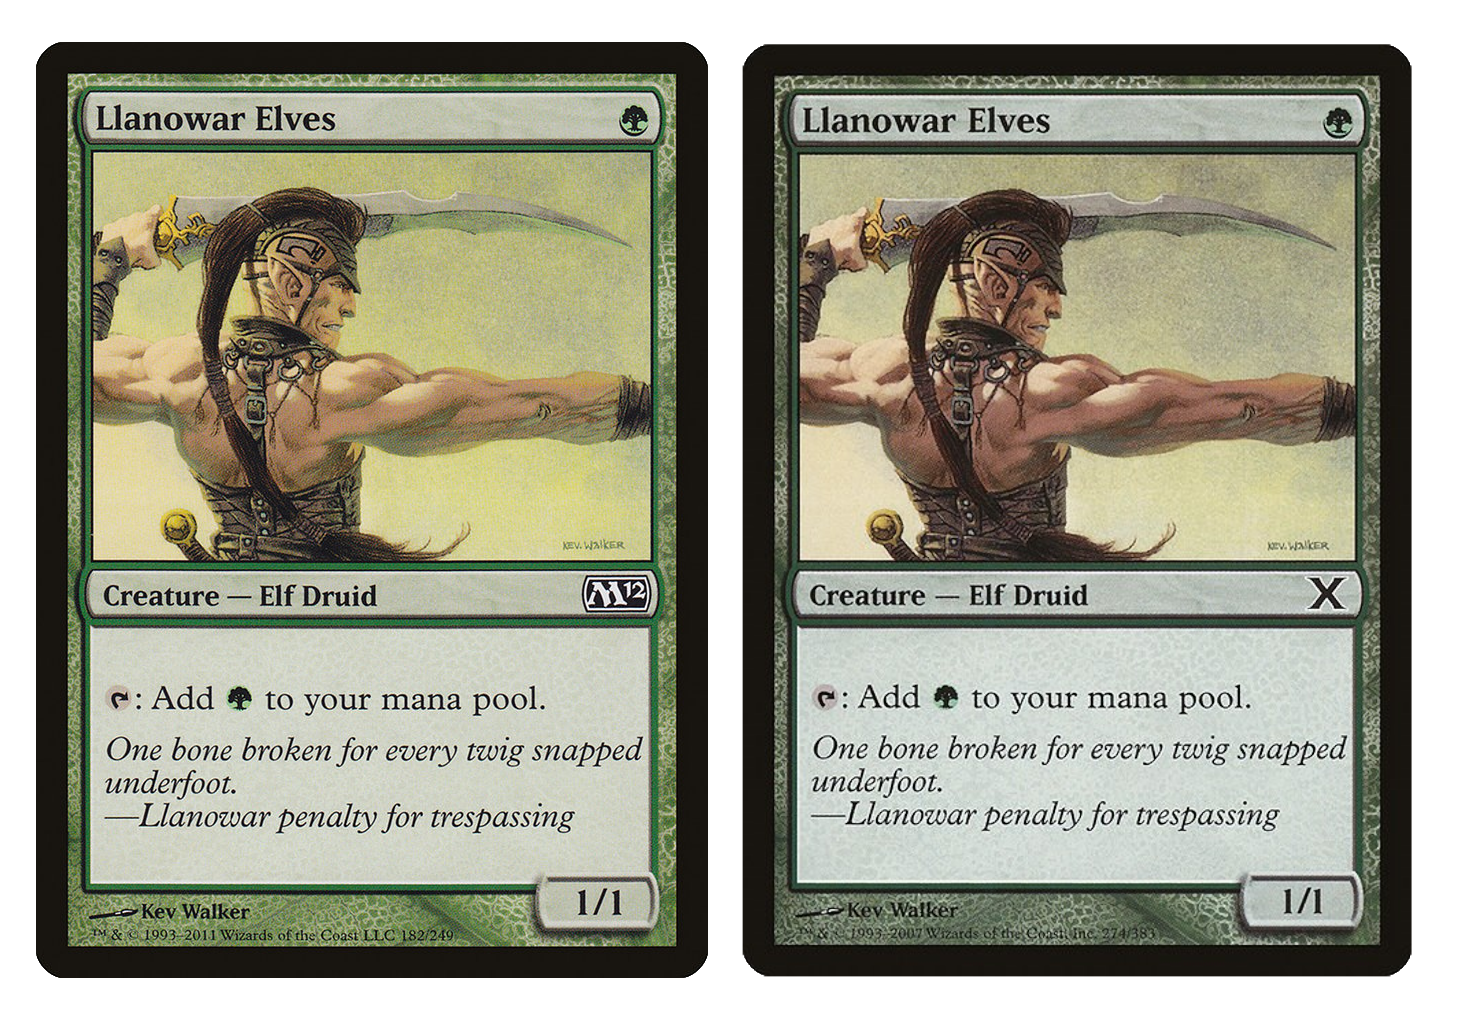 Llanowar Elves
KEV. WALKER
Creature — Elf Druid
M12
: Add to your mana pool.
One bone broken for every twig snapped
underfoot.
—Llanowar penalty for trespassing
1/1
Kev Walker
™ & © 1993–2011 Wizards of the Coast LLC 182/249
Llanowar Elves
KEV. WALKER
Creature — Elf Druid
X
: Add to your mana pool.
One bone broken for every twig snapped
underfoot.
—Llanowar penalty for trespassing
1/1
Kev Walker
™ & © 1993–2007 Wizards of the Coast, Inc. 274/383